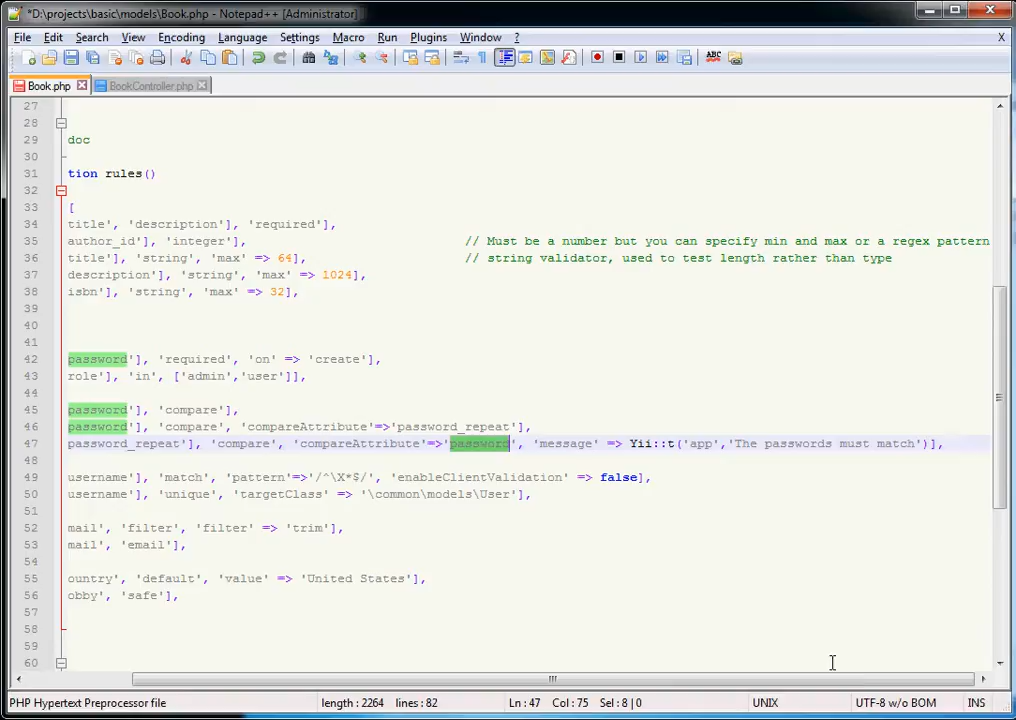 *D:\projects\basic\models\Book.php - Notepad++ [Administrator]
File Edit Search View Encoding Language Settings Macro Run Plugins Window ? X
ABC
Book.php BookController.php
27
28
29 doc
30
31 tion rules()
32
33 [
34 title', 'description'], 'required'],
35 author_id'], 'integer'], // Must be a number but you can specify min and max or a regex pattern
36 title'], 'string', 'max' => 64], // string validator, used to test length rather than type
37 description'], 'string', 'max' => 1024],
38 isbn'], 'string', 'max' => 32],
39
40
41
42 password'], 'required', 'on' => 'create'],
43 role'], 'in', ['admin','user']],
44
45 password'], 'compare'],
46 password'], 'compare', 'compareAttribute'=>'password_repeat'],
47 password_repeat'], 'compare', 'compareAttribute'=>'password', 'message' => Yii::t('app','The passwords must match')],
48
49 username'], 'match', 'pattern'=>'/^\X*$/', 'enableClientValidation' => false],
50 username'], 'unique', 'targetClass' => '\common\models\User'],
51
52 mail', 'filter', 'filter' => 'trim'],
53 mail', 'email'],
54
55 ountry', 'default', 'value' => 'United States'],
56 obby', 'safe'],
57
58
59
60
PHP Hypertext Preprocessor file length : 2264 lines : 82 Ln : 47 Col : 75 Sel : 8 | 0 UNIX UTF-8 w/o BOM INS